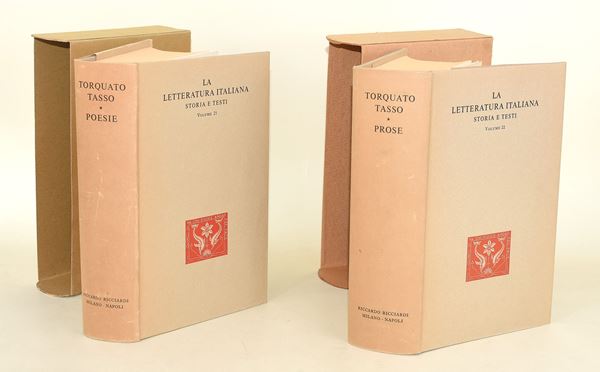 TORQUATO
TASSO
*
POESIE
RICCARDO RICCIARDI
MILANO - NAPOLI
LA
LETTERATURA ITALIANA
STORIA E TESTI
VOLUME 21
TORQUATO
TASSO
*
PROSE
RICCARDO RICCIARDI
MILANO - NAPOLI
LA
LETTERATURA ITALIANA
STORIA E TESTI
VOLUME 22